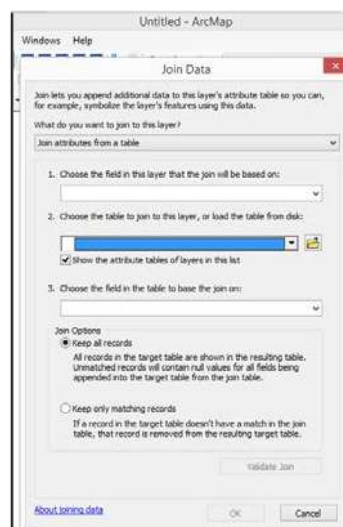 Untitled - ArcMap
Windows Help
Join Data
Join lets you append additional data to this layer's attribute table so you can,
for example, symbolize the layer's features using this data.
What do you want to join to this layer?
Join attributes from a table
1. Choose the field in this layer that the join will be based on:
2. Choose the table to join to this layer, or load the table from disk:
Show the attribute tables of layers in this list
3. Choose the field in the table to base the join on:
Join Options
Keep all records
All records in the target table are shown in the resulting table.
Unmatched records will contain null values for all fields being
appended into the target table from the join table.
Keep only matching records
If a record in the target table doesn't have a match in the join
table, that record is removed from the resulting target table.
Validate Join
About joining data
OK
Cancel